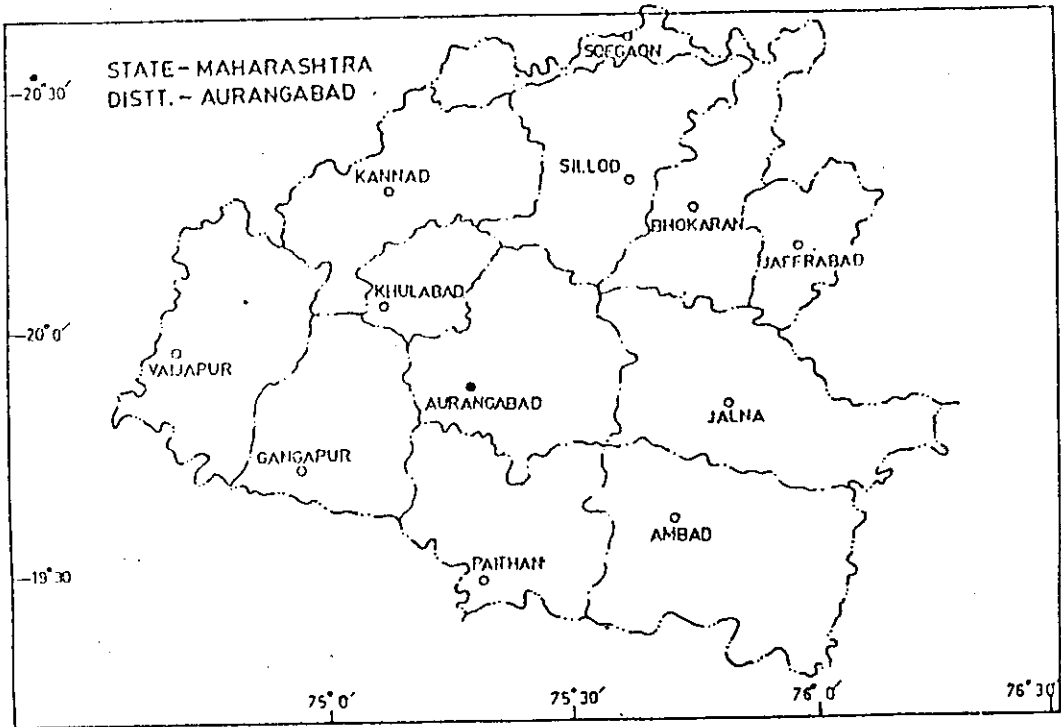 SOEGAON
STATE-MAHARASHTRA
DISTT.-AURANGABAD
20°30'
KANNAD
SILLOD
BHOKARAN
JAFFRABAD
KHULABAD
20°0'
VAIJAPUR
AURANGABAD
JALNA
GANGAPUR
AMBAD
PAITHAN
19°30
75°0'
75°30'
76°0'
76°30'